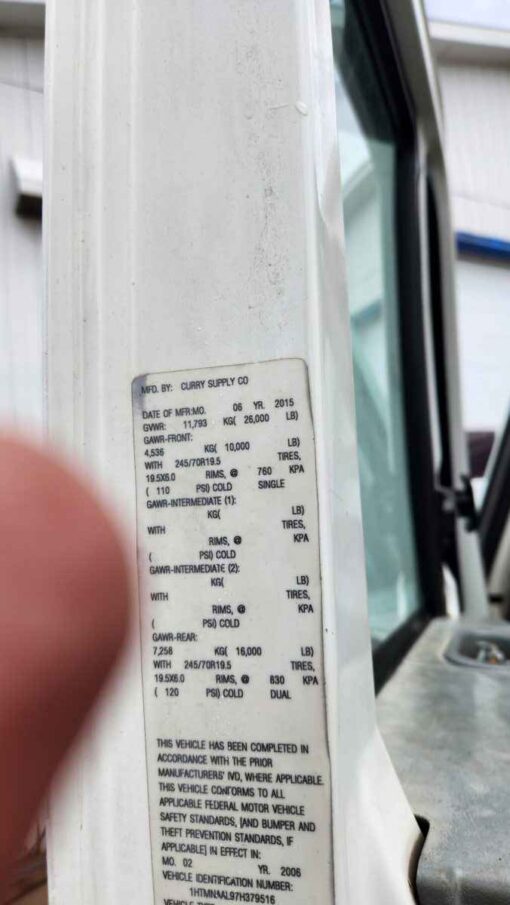 MFD. BY: CURRY SUPPLY CO
DATE OF MFR:MO. 06 YR. 2015
GVWR: 11,793 KG( 26,000 LB)
GAWR-FRONT:
4,536 KG( 10,000 LB)
WITH 245/70R19.5 TIRES,
19.5X6.0 RIMS, @ 760 KPA
( 110 PSI) COLD SINGLE
GAWR-INTERMEDIATE (1):
KG( LB)
WITH TIRES,
RIMS, @ KPA
( PSI) COLD
GAWR-INTERMEDIATE (2):
KG( LB)
WITH TIRES,
RIMS, @ KPA
( PSI) COLD
GAWR-REAR:
7,258 KG( 16,000 LB)
WITH 245/70R19.5 TIRES,
19.5X6.0 RIMS, @ 830 KPA
( 120 PSI) COLD DUAL
THIS VEHICLE HAS BEEN COMPLETED IN
ACCORDANCE WITH THE PRIOR
MANUFACTURERS' IVD, WHERE APPLICABLE.
THIS VEHICLE CONFORMS TO ALL
APPLICABLE FEDERAL MOTOR VEHICLE
SAFETY STANDARDS, [AND BUMPER AND
THEFT PREVENTION STANDARDS, IF
APPLICABLE] IN EFFECT IN:
MO. 02 YR. 2006
VEHICLE IDENTIFICATION NUMBER:
VEHICLE